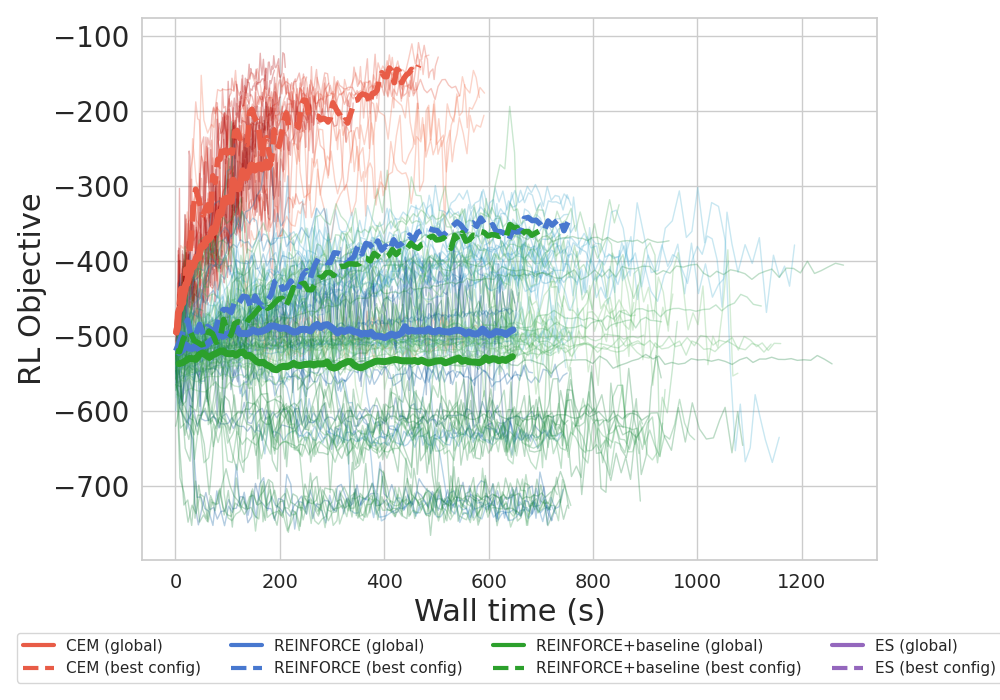 −100
−200
−300
−400
−500
−600
−700
RL Objective
0 200 400 600 800 1000 1200
Wall time (s)
CEM (global) REINFORCE (global) REINFORCE+baseline (global) ES (global)
CEM (best config) REINFORCE (best config) REINFORCE+baseline (best config) ES (best config)